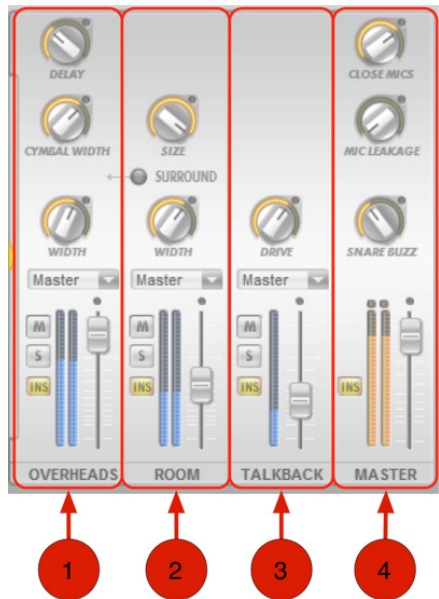 DELAY
CLOSE MICS
CYMBAL WIDTH
SIZE
MIC LEAKAGE
SURROUND
WIDTH
WIDTH
DRIVE
SNARE BUZZ
Master
Master
Master
M
M
M
S
S
S
INS
INS
INS
INS
OVERHEADS
ROOM
TALKBACK
MASTER
1
2
3
4